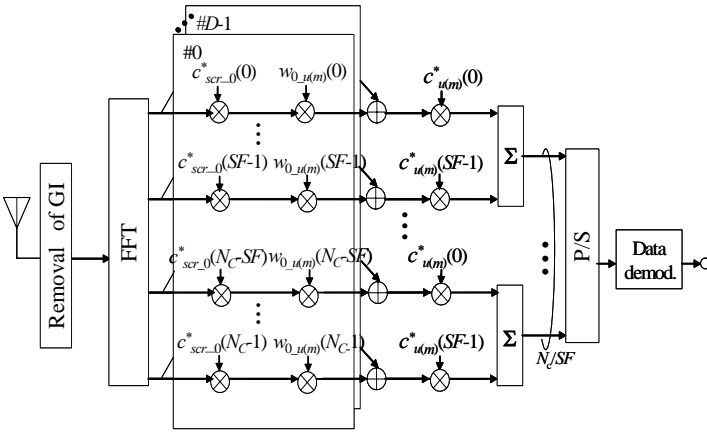 #D-1
#0
c*scr_0(0) w0_u(m)(0) c*u(m)(0)
c*scr_0(SF-1) w0_u(m)(SF-1) c*u(m)(SF-1)
c*scr_0(NC-SF) w0_u(m)(NC-SF) c*u(m)(0)
c*scr_0(NC-1) w0_u(m)(NC-1) c*u(m)(SF-1)
Removal of GI
FFT
Σ
Σ
Nc/SF
P/S
Data
demod.